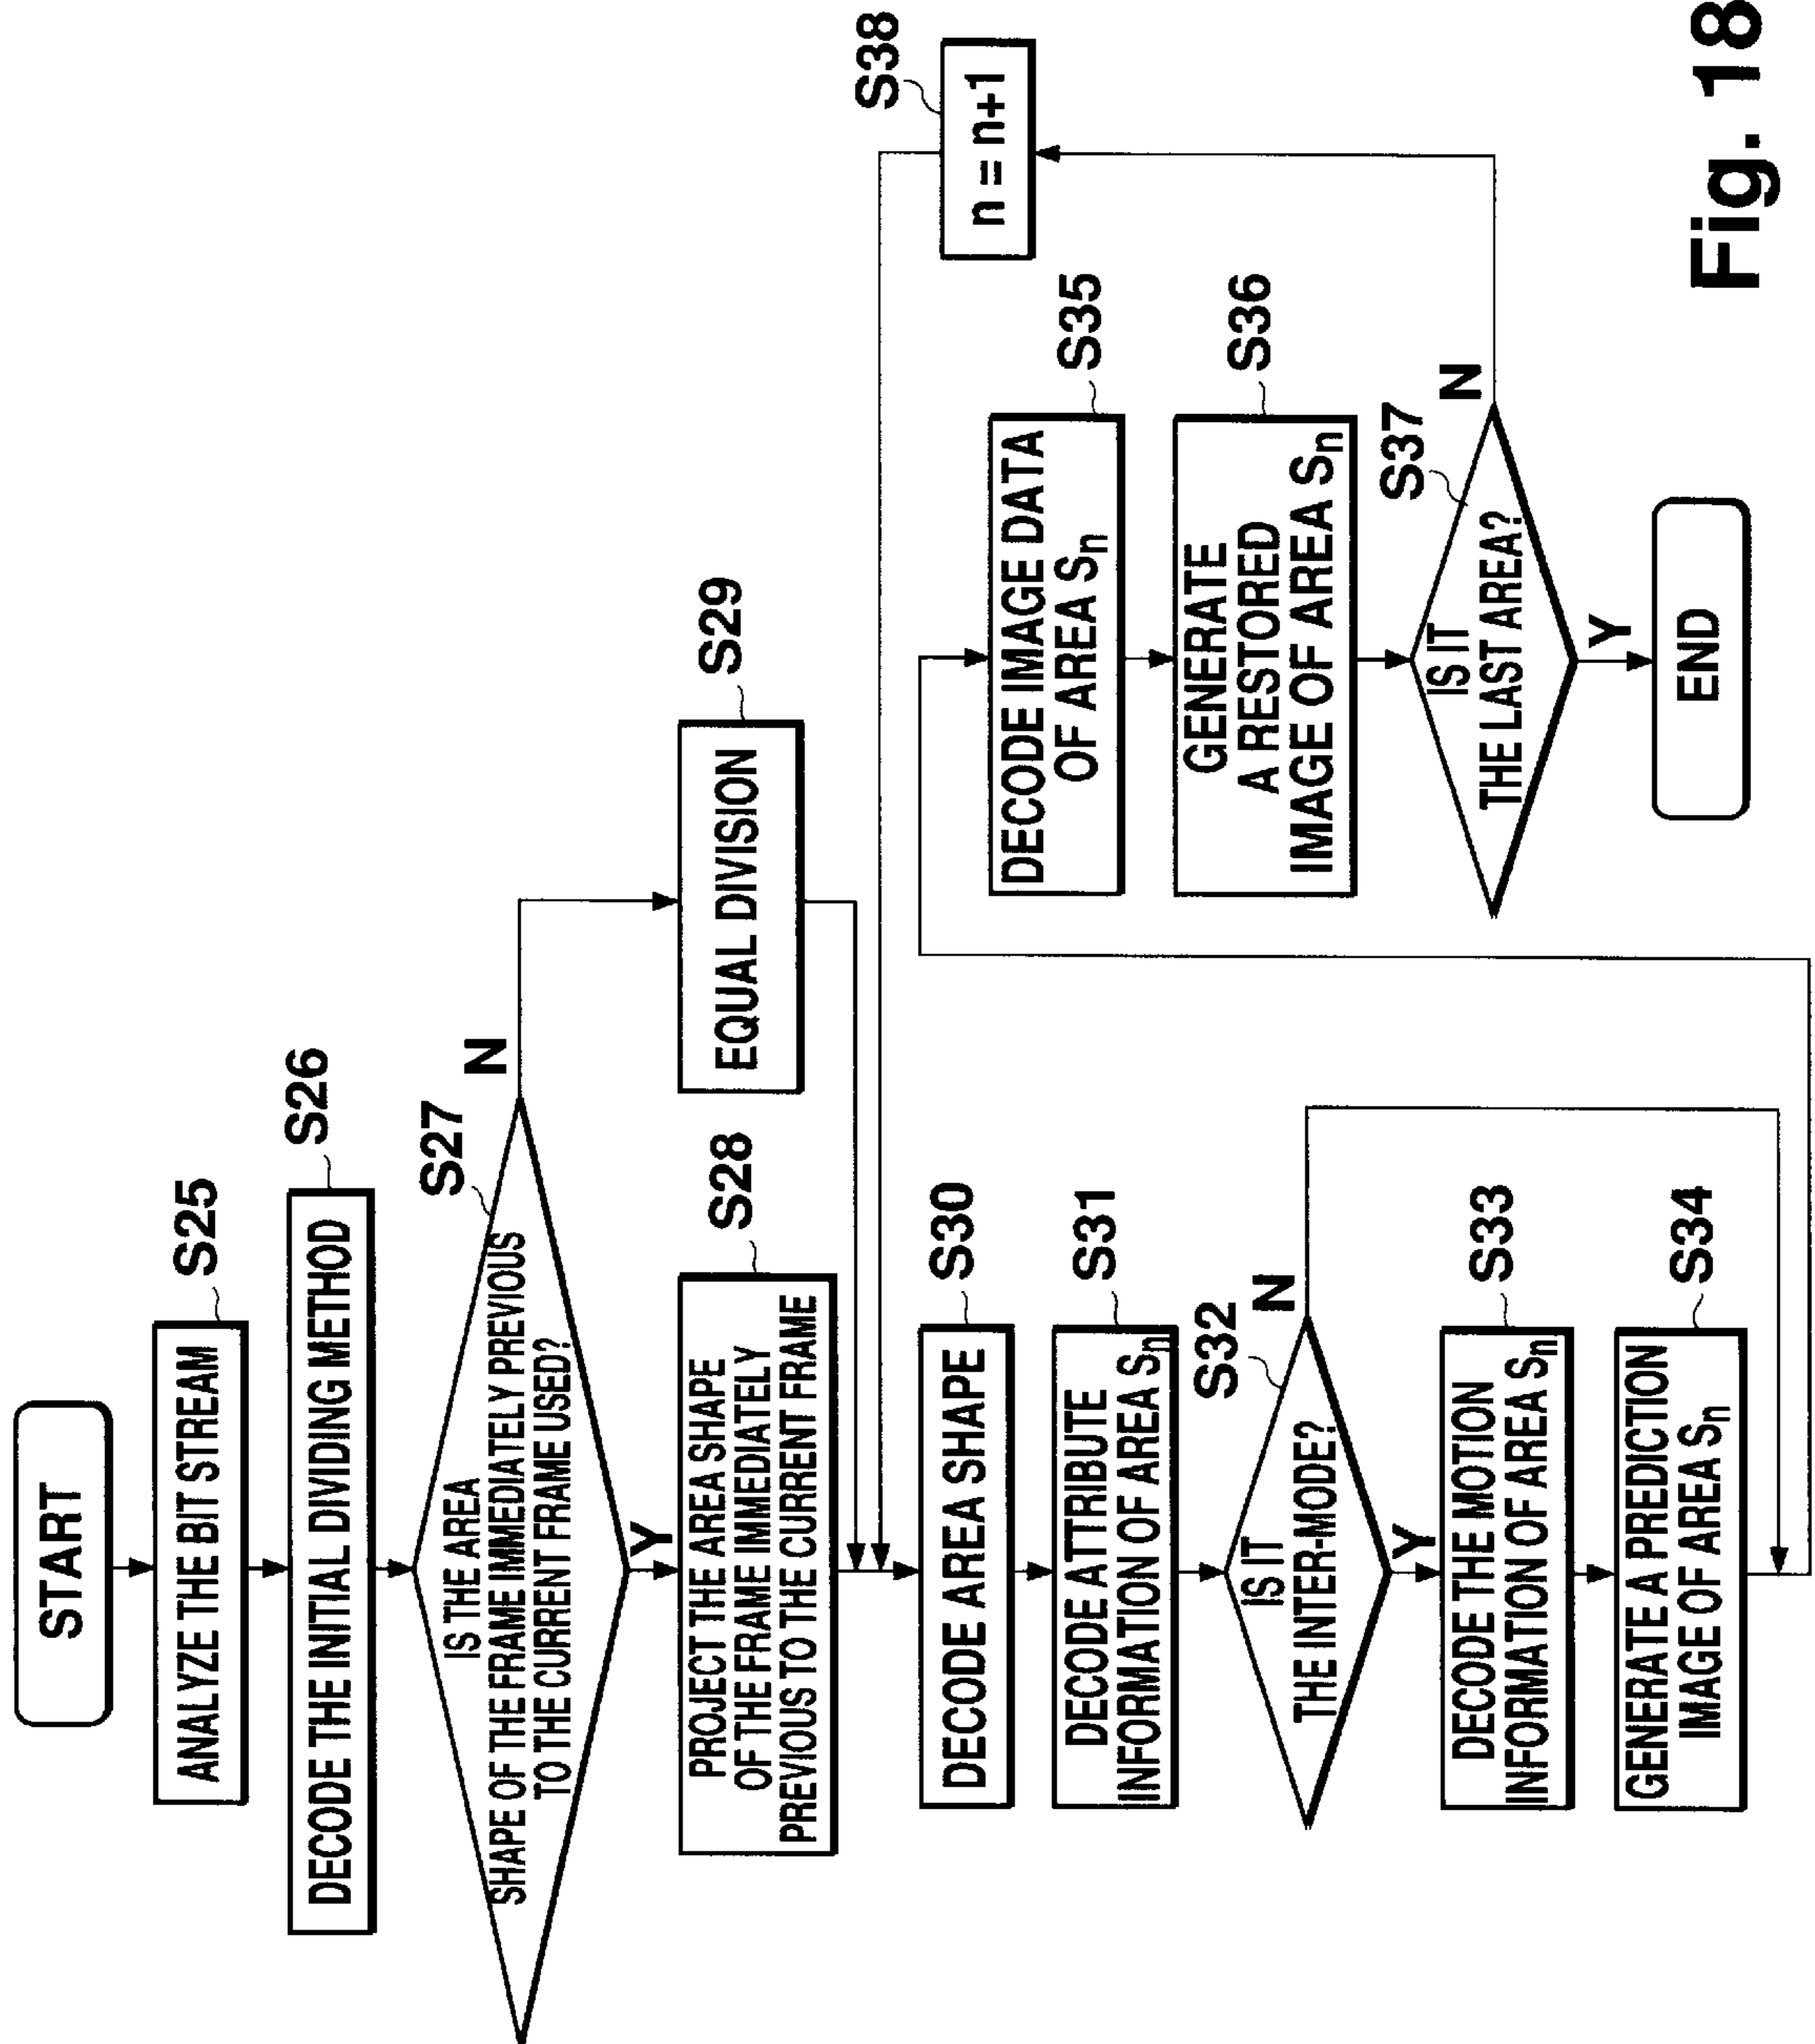 START
S25
ANALYZE THE BIT STREAM
S26
DECODE THE INITIAL DIVIDING METHOD
S27
IS THE AREA
SHAPE OF THE FRAME IMMEDIATELY PREVIOUS
TO THE CURRENT FRAME USED?
N
Y
S28
PROJECT THE AREA SHAPE
OF THE FRAME IMMEDIATELY
PREVIOUS TO THE CURRENT FRAME
S29
EQUAL DIVISION
S30
DECODE AREA SHAPE
S31
DECODE ATTRIBUTE
INFORMATION OF AREA Sn
S32
IS IT
THE INTER-MODE?
N
Y
S33
DECODE THE MOTION
INFORMATION OF AREA Sn
S34
GENERATE A PREDICTION
IMAGE OF AREA Sn
S35
DECODE IMAGE DATA
OF AREA Sn
S36
GENERATE
A RESTORED
IMAGE OF AREA Sn
S37
IS IT
THE LAST AREA?
N
Y
END
S38
n = n+1
Fig. 18